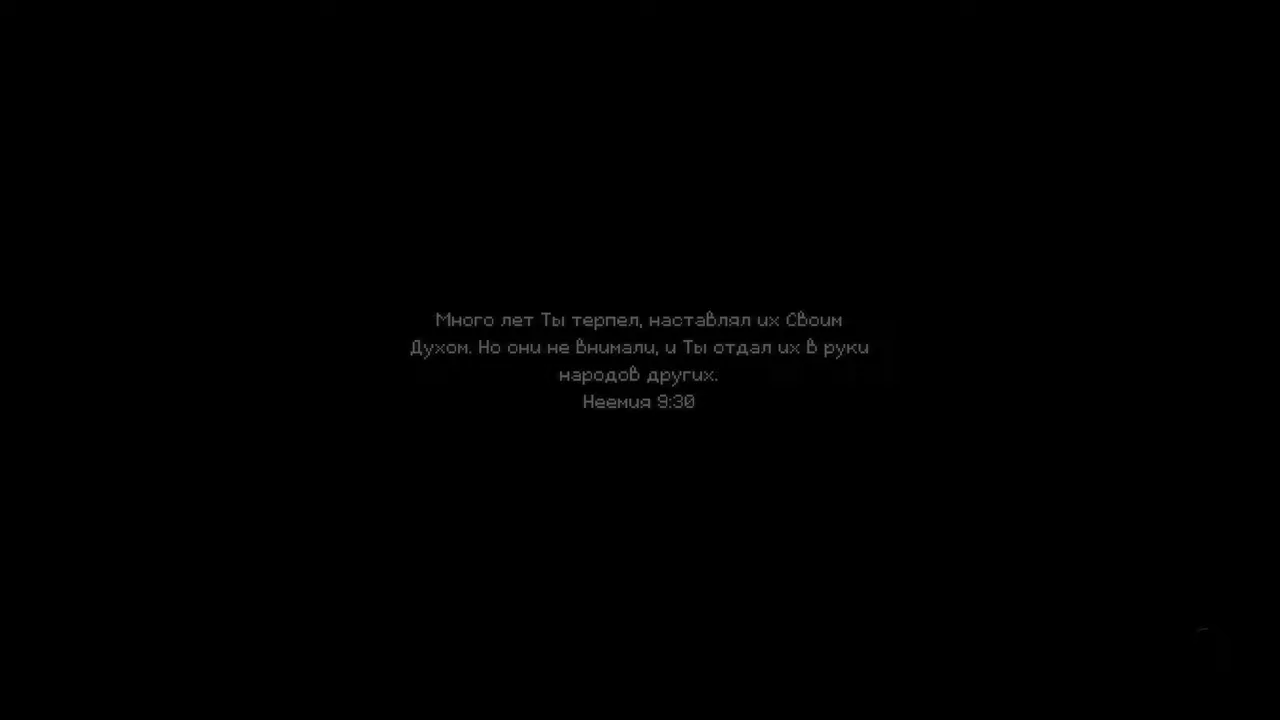 Много лет Ты терпел, наставлял их Своим
Духом. Но они не внимали, и Ты отдал их в руки
народов других.
Неемия 9:30